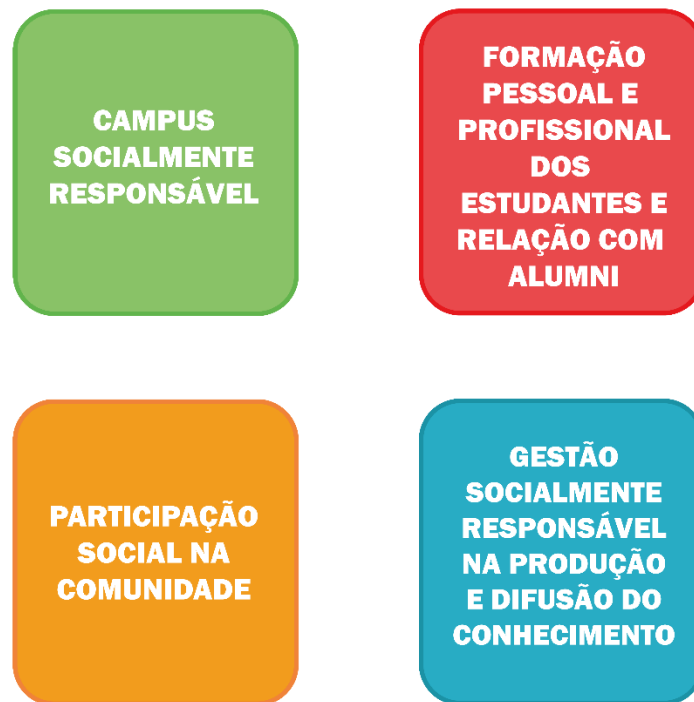 CAMPUS
SOCIALMENTE
RESPONSÁVEL
FORMAÇÃO
PESSOAL E
PROFISSIONAL
DOS
ESTUDANTES E
RELAÇÃO COM
ALUMNI
PARTICIPAÇÃO
SOCIAL NA
COMUNIDADE
GESTÃO
SOCIALMENTE
RESPONSÁVEL
NA PRODUÇÃO
E DIFUSÃO DO
CONHECIMENTO